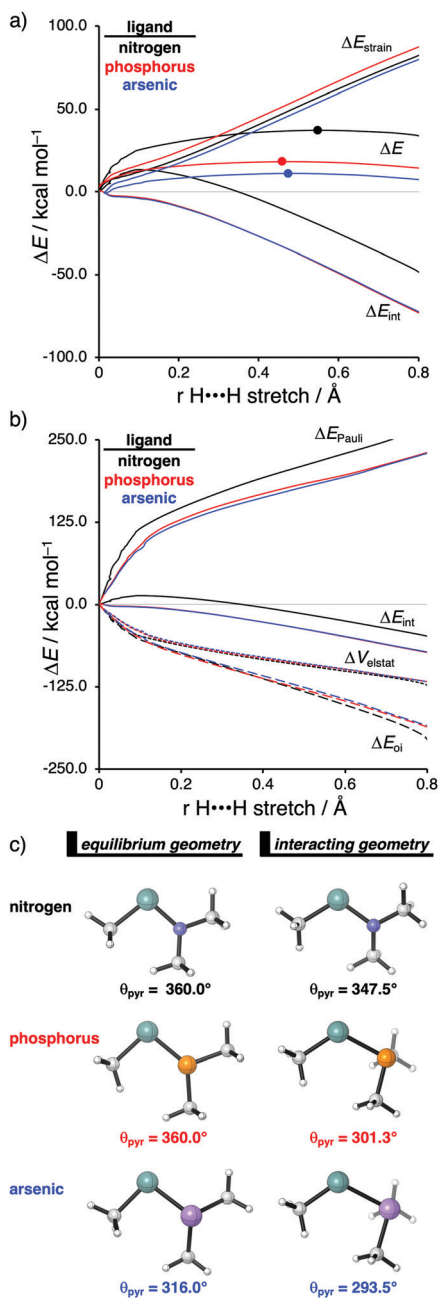 a)
ligand
nitrogen
phosphorus
arsenic
ΔEstrain
ΔE
ΔEint
100.0
50.0
0.0
-50.0
-100.0
ΔE / kcal mol⁻¹
0 0.2 0.4 0.6 0.8
r H•••H stretch / Å
b)
ligand
nitrogen
phosphorus
arsenic
ΔEPauli
ΔEint
ΔVelstat
ΔEoi
250.0
125.0
0.0
-125.0
-250.0
ΔE / kcal mol⁻¹
0 0.2 0.4 0.6 0.8
r H•••H stretch / Å
c)
equilibrium geometry interacting geometry
nitrogen
θpyr = 360.0° θpyr = 347.5°
phosphorus
θpyr = 360.0° θpyr = 301.3°
arsenic
θpyr = 316.0° θpyr = 293.5°